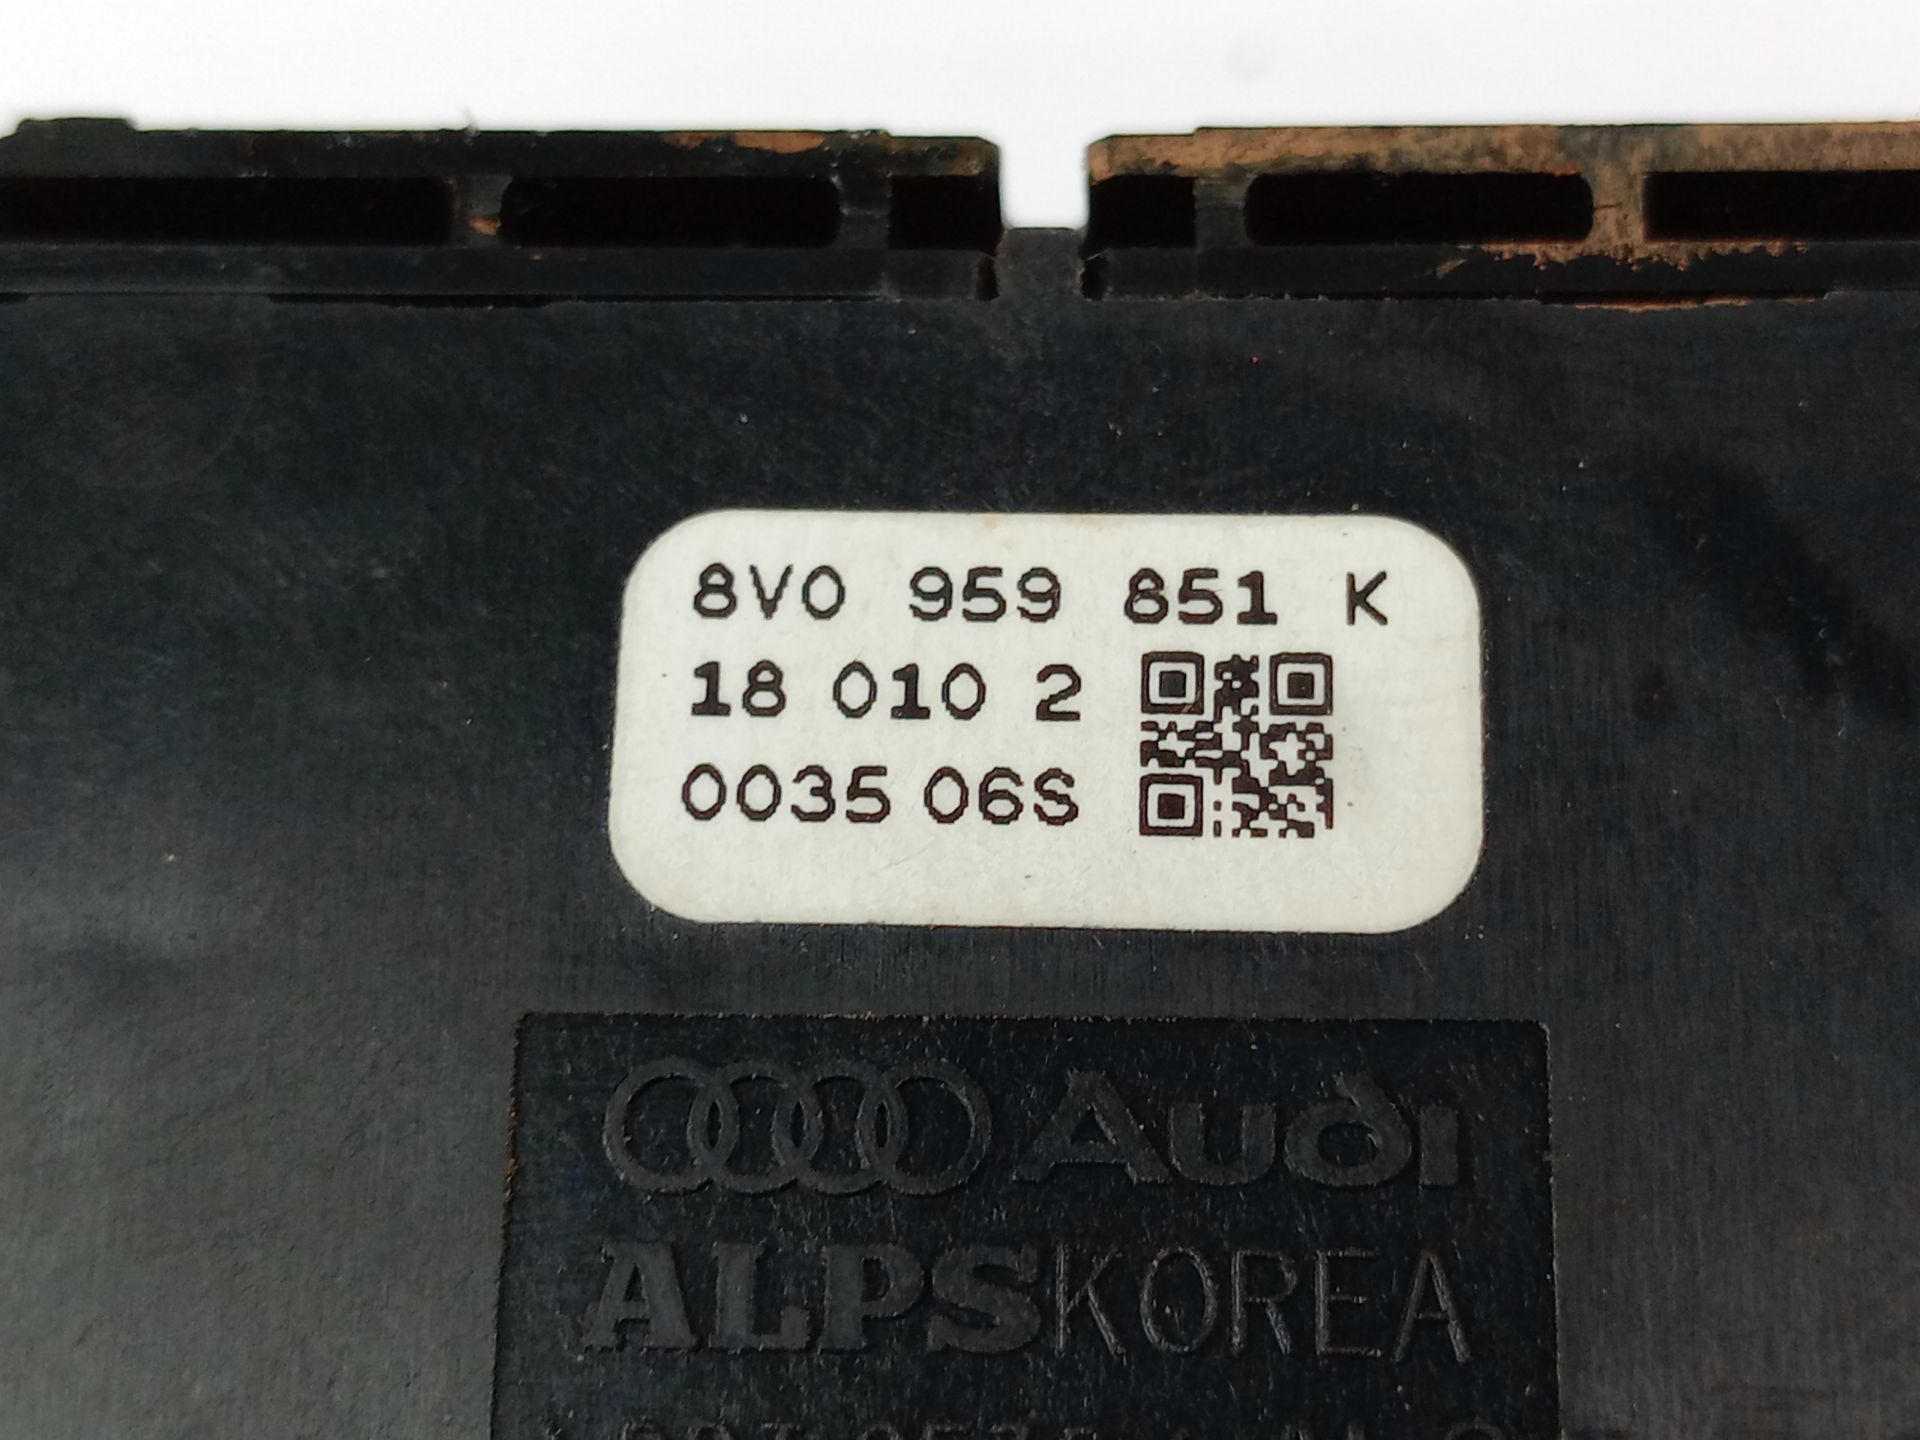 8V0 959 851 K
18 010 2
0035 06S
Audi
ALPSKOREA